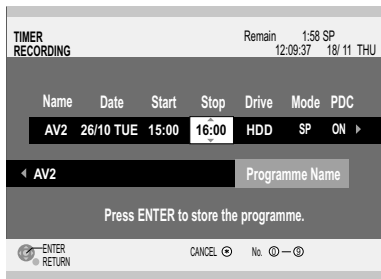 TIMER RECORDING
Remain 1:58 SP
12:09:37 18/ 11 THU
Name Date Start Stop Drive Mode PDC
AV2 26/10 TUE 15:00 16:00 HDD SP ON
AV2 Programme Name
Press ENTER to store the programme.
ENTER
RETURN
CANCEL ✱ No. ⓪ — ⑨